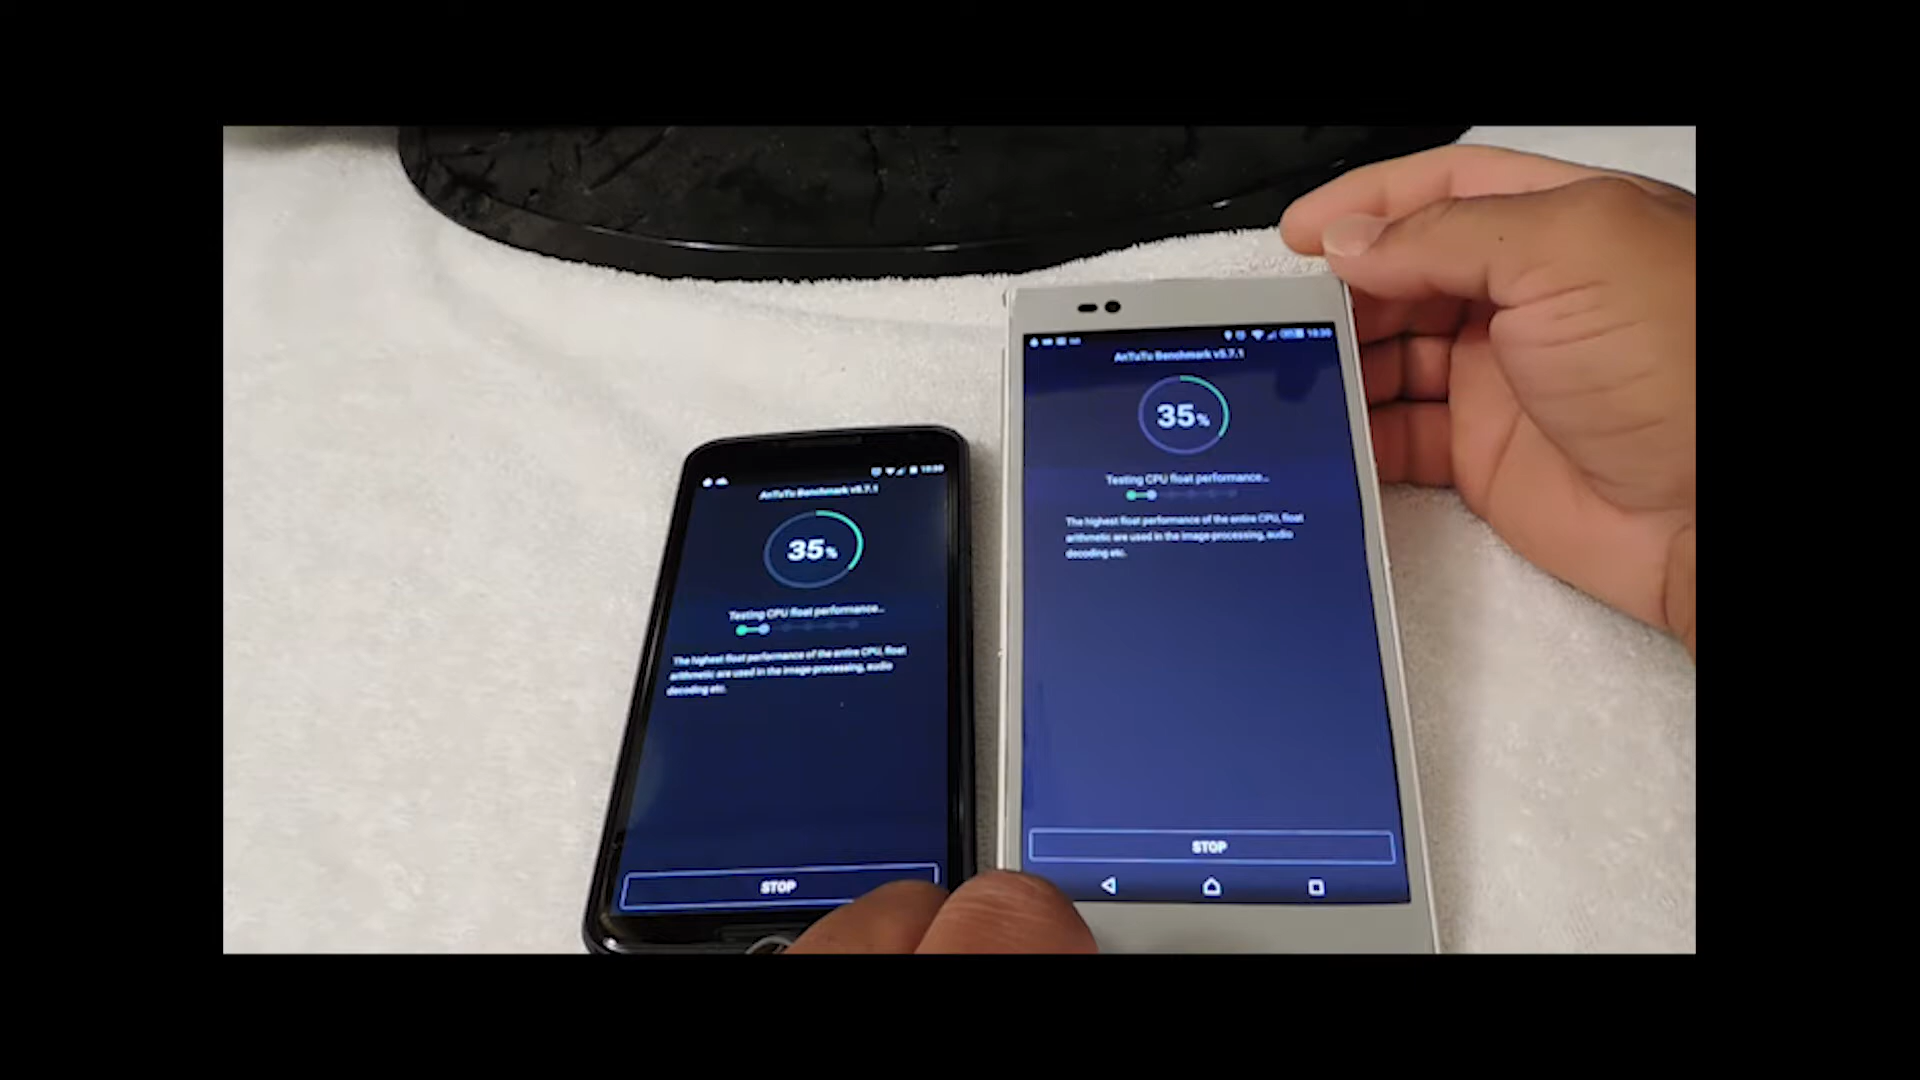 AnTuTu Benchmark v5.7.1
35%
Testing CPU float performance...
The highest float performance of the entire CPU, float
arithmetic are used in the image-processing, audio
decoding etc.
STOP
AnTuTu Benchmark v5.7.1
35%
Testing CPU float performance...
The highest float performance of the entire CPU, float
arithmetic are used in the image-processing, audio
decoding etc.
STOP